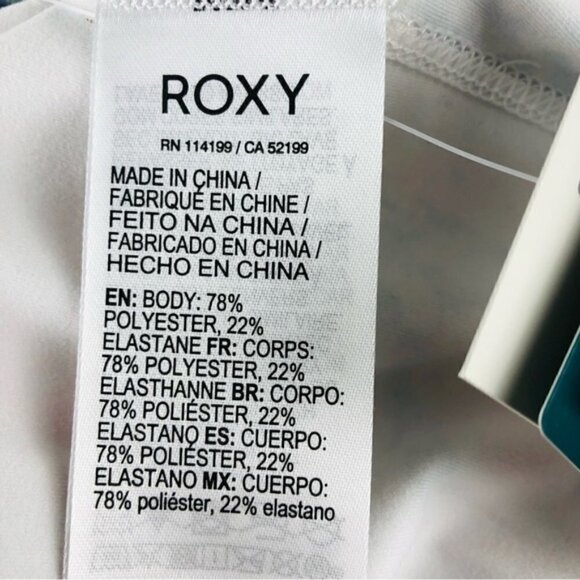 ROXY
RN 114199 / CA 52199
MADE IN CHINA /
FABRIQUÉ EN CHINE /
FEITO NA CHINA /
FABRICADO EN CHINA /
HECHO EN CHINA
EN: BODY: 78%
POLYESTER, 22%
ELASTANE FR: CORPS:
78% POLYESTER, 22%
ELASTHANNE BR: CORPO:
78% POLIÉSTER, 22%
ELASTANO ES: CUERPO:
78% POLIÉSTER, 22%
ELASTANO MX: CUERPO:
78% poliéster, 22% elastano